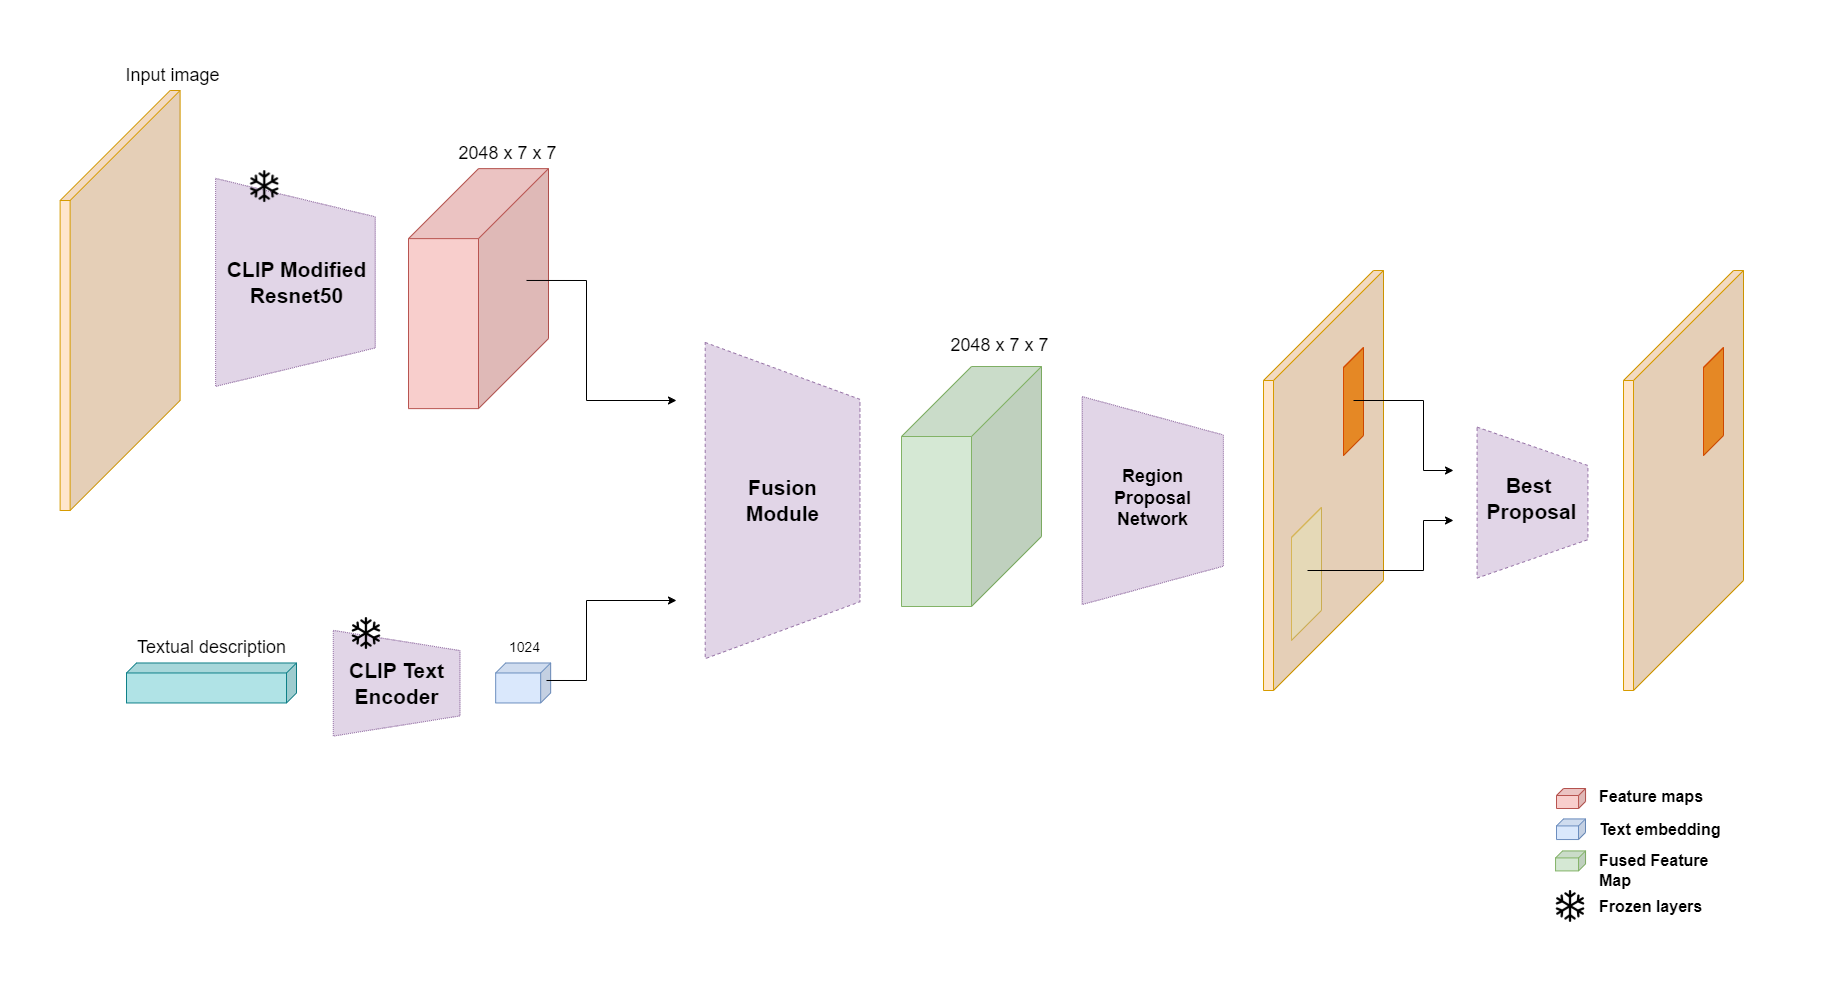 Input image
2048 x 7 x 7
CLIP Modified
Resnet50
2048 x 7 x 7
Fusion
Module
Region
Proposal
Network
Best
Proposal
Textual description
1024
CLIP Text
Encoder
Feature maps
Text embedding
Fused Feature
Map
Frozen layers